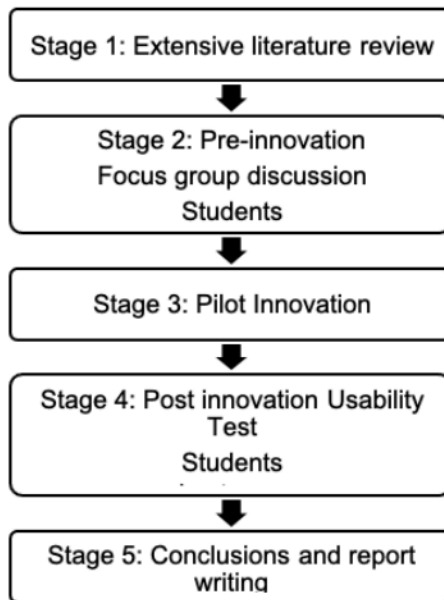 Stage 1: Extensive literature review
Stage 2: Pre-innovation
Focus group discussion
Students
Stage 3: Pilot Innovation
Stage 4: Post innovation Usability
Test
Students
Stage 5: Conclusions and report
writing